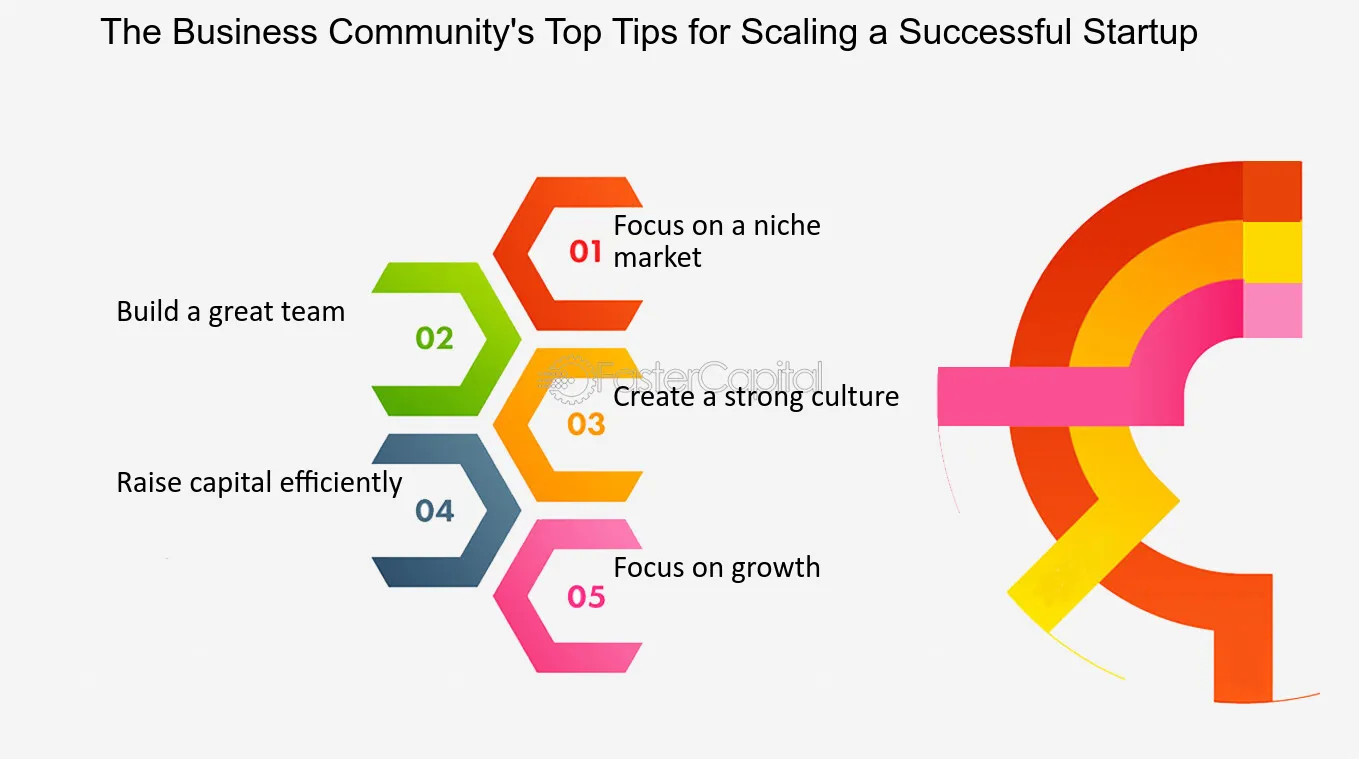 The Business Community's Top Tips for Scaling a Successful Startup
01
Focus on a niche
market
Build a great team
02
FasterCapital
03
Create a strong culture
Raise capital efficiently
04
05
Focus on growth